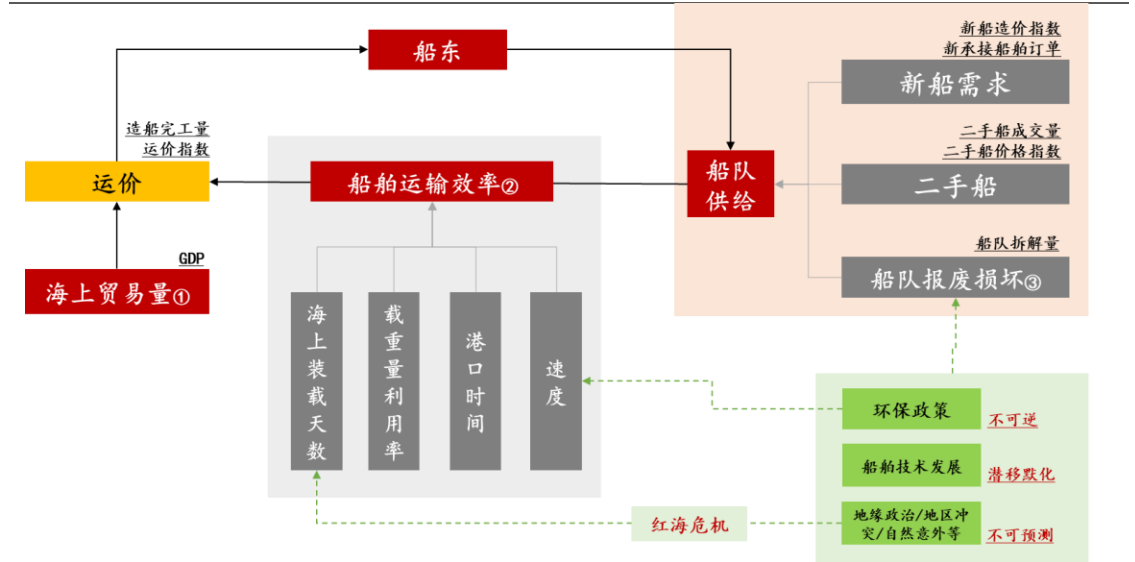 船东
新船造价指数
新承接船舶订单
新船需求
造船完工量
运价指数
运价
船舶运输效率②
船队
供给
二手船成交量
二手船价格指数
二手船
GDP
海上贸易量①
船队拆解量
船队报废损坏③
海上装载天数
载重量利用率
港口时间
速度
环保政策
不可逆
船舶技术发展
潜移默化
红海危机
地缘政治/地区冲
突/自然意外等
不可预测